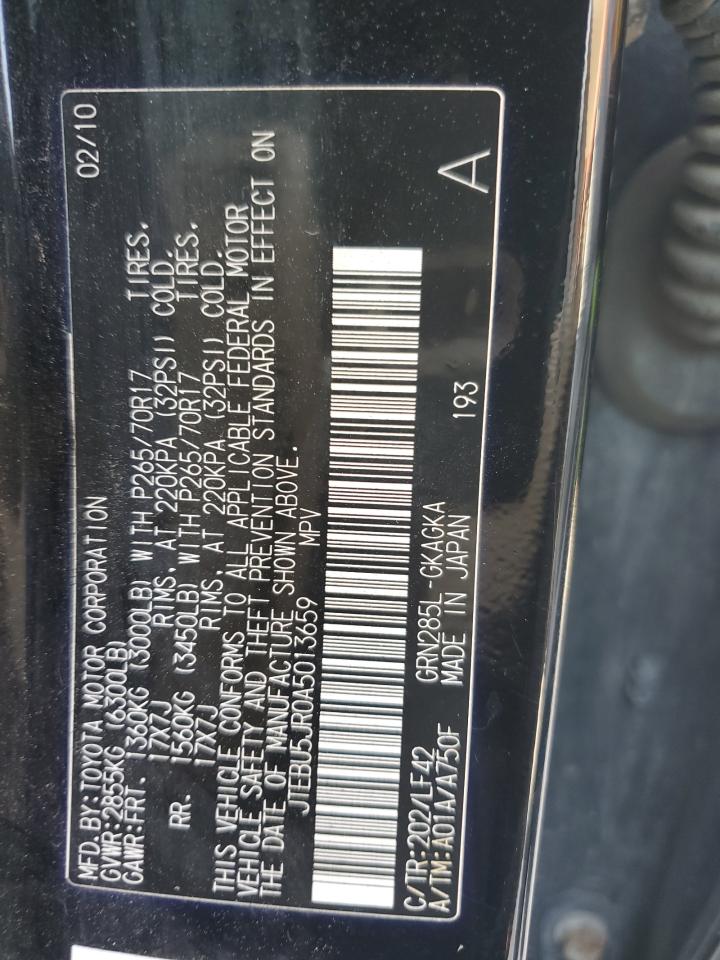 MFD. BY: TOYOTA MOTOR CORPORATION 02/10
GVWR: 2855KG (6300LB)
GAWR: FRT. 1360KG (3000LB) WITH P265/70R17 TIRES.
17X7J RIMS, AT 220KPA (32PSI) COLD.
RR. 1560KG (3450LB) WITH P265/70R17 TIRES.
17X7J RIMS, AT 220KPA (32PSI) COLD.
THIS VEHICLE CONFORMS TO ALL APPLICABLE FEDERAL MOTOR
VEHICLE SAFETY AND THEFT PREVENTION STANDARDS IN EFFECT ON
THE DATE OF MANUFACTURE SHOWN ABOVE.
JTEBU5JR0A5013659 MPV
C/TR: 202/LF42 GRN285L-GKAGKA
A/TM: A01A/A750F MADE IN JAPAN 193 A